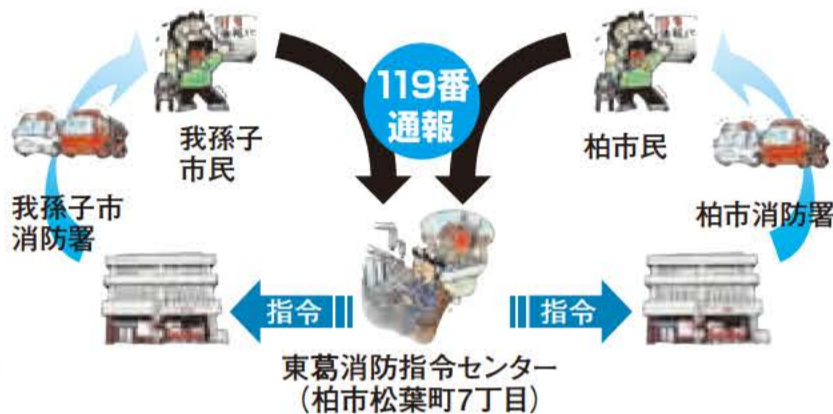 119番
通報
我孫子
市民
柏市民
我孫子市
消防署
柏市消防署
指令
指令
東葛消防指令センター
（柏市松葉町7丁目）